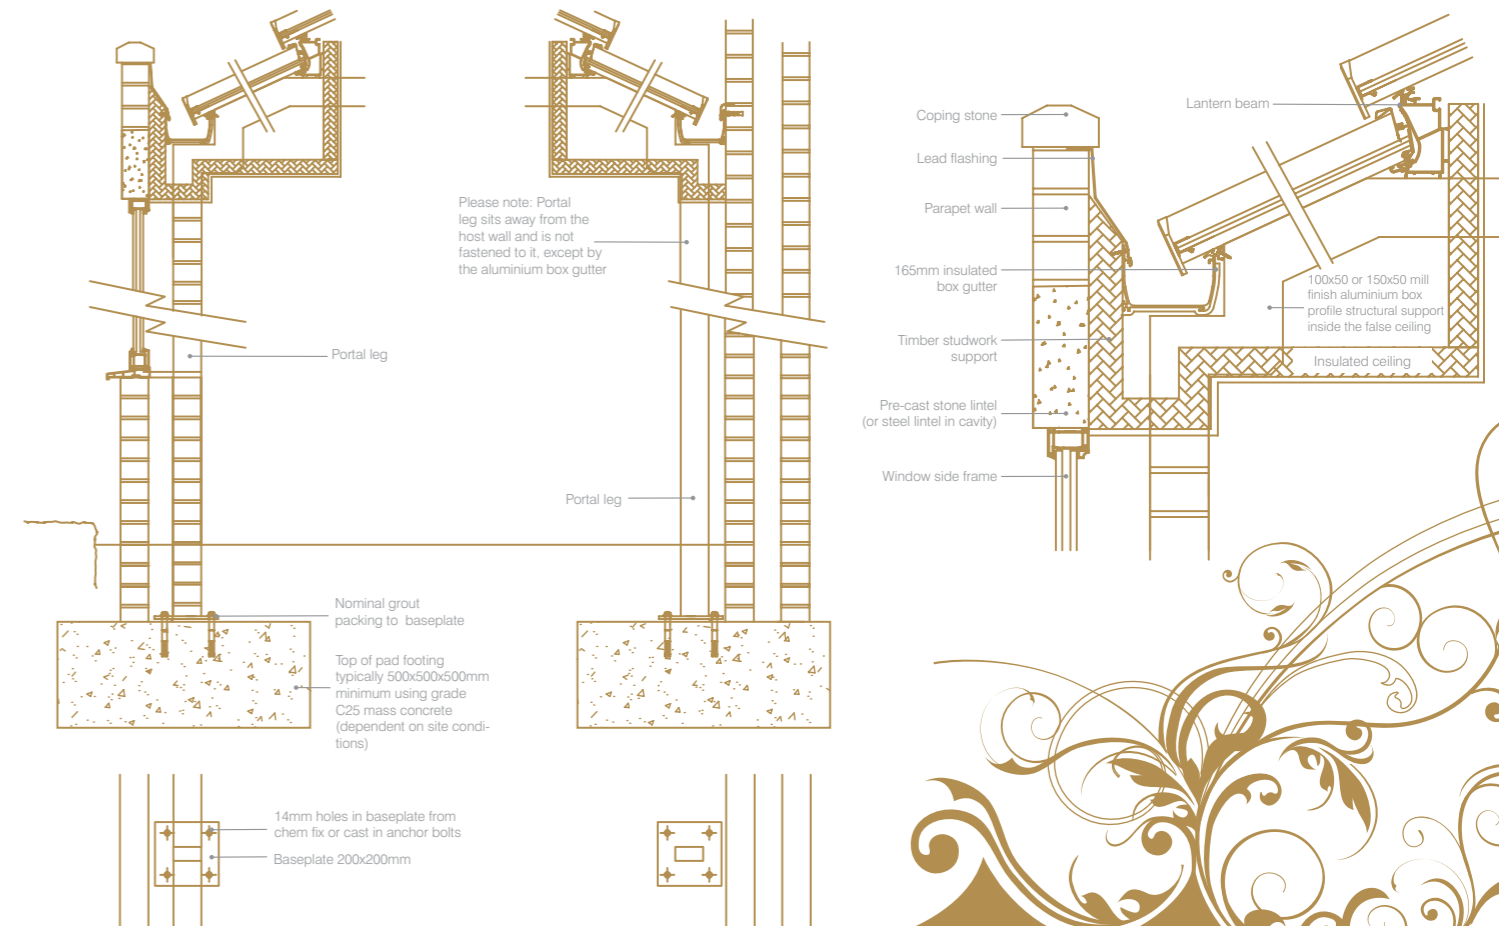 Please note: Portal
leg sits away from the
host wall and is not
fastened to it, except by
the aluminium box gutter
Portal leg
Portal leg
Nominal grout
packing to baseplate
Top of pad footing
typically 500x500x500mm
minimum using grade
C25 mass concrete
(dependent on site condi-
tions)
14mm holes in baseplate from
chem fix or cast in anchor bolts
Baseplate 200x200mm
Coping stone
Lead flashing
Parapet wall
165mm insulated
box gutter
Timber studwork
support
Pre-cast stone lintel
(or steel lintel in cavity)
Window side frame
Lantern beam
100x50 or 150x50 mill
finish aluminium box
profile structural support
inside the false ceiling
Insulated ceiling